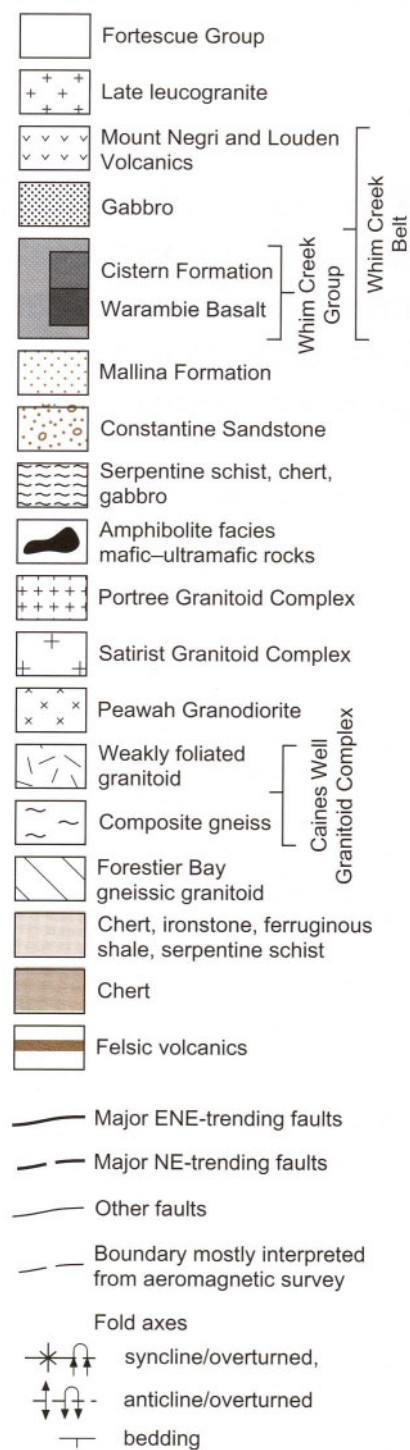 Fortescue Group
Late leucogranite
Mount Negri and Louden
Volcanics
Gabbro
Cistern Formation
Warambie Basalt
Whim Creek
Group
Whim Creek
Belt
Mallina Formation
Constantine Sandstone
Serpentine schist, chert,
gabbro
Amphibolite facies
mafic–ultramafic rocks
Portree Granitoid Complex
Satirist Granitoid Complex
Peawah Granodiorite
Weakly foliated
granitoid
Composite gneiss
Caines Well
Granitoid Complex
Forestier Bay
gneissic granitoid
Chert, ironstone, ferruginous
shale, serpentine schist
Chert
Felsic volcanics
Major ENE-trending faults
Major NE-trending faults
Other faults
Boundary mostly interpreted
from aeromagnetic survey
Fold axes
syncline/overturned,
anticline/overturned
bedding